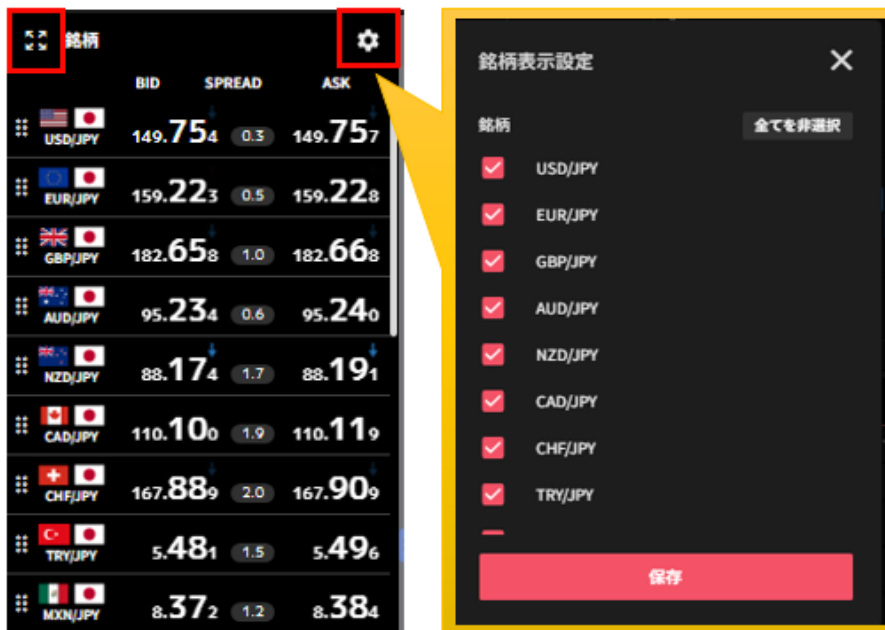 銘柄
BID SPREAD ASK
USD/JPY 149.754 0.3 149.757
EUR/JPY 159.223 0.5 159.228
GBP/JPY 182.658 1.0 182.668
AUD/JPY 95.234 0.6 95.240
NZD/JPY 88.174 1.7 88.191
CAD/JPY 110.100 1.9 110.119
CHF/JPY 167.889 2.0 167.909
TRY/JPY 5.481 1.5 5.496
MXN/JPY 8.372 1.2 8.384
銘柄表示設定
銘柄 全てを非選択
USD/JPY
EUR/JPY
GBP/JPY
AUD/JPY
NZD/JPY
CAD/JPY
CHF/JPY
TRY/JPY
保存